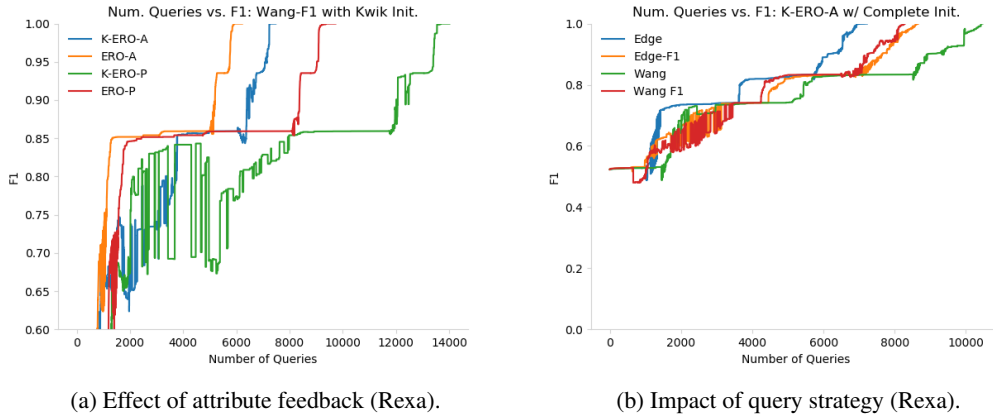 Num. Queries vs. F1: Wang-F1 with Kwik Init.
1.00
0.95
0.90
0.85
0.80
0.75
0.70
0.65
0.60
F1
K-ERO-A
ERO-A
K-ERO-P
ERO-P
0
2000
4000
6000
8000
10000
12000
14000
Number of Queries
(a) Effect of attribute feedback (Rexa).
Num. Queries vs. F1: K-ERO-A w/ Complete Init.
1.0
0.8
0.6
0.4
0.2
0.0
F1
Edge
Edge-F1
Wang
Wang F1
0
2000
4000
6000
8000
10000
Number of Queries
(b) Impact of query strategy (Rexa).